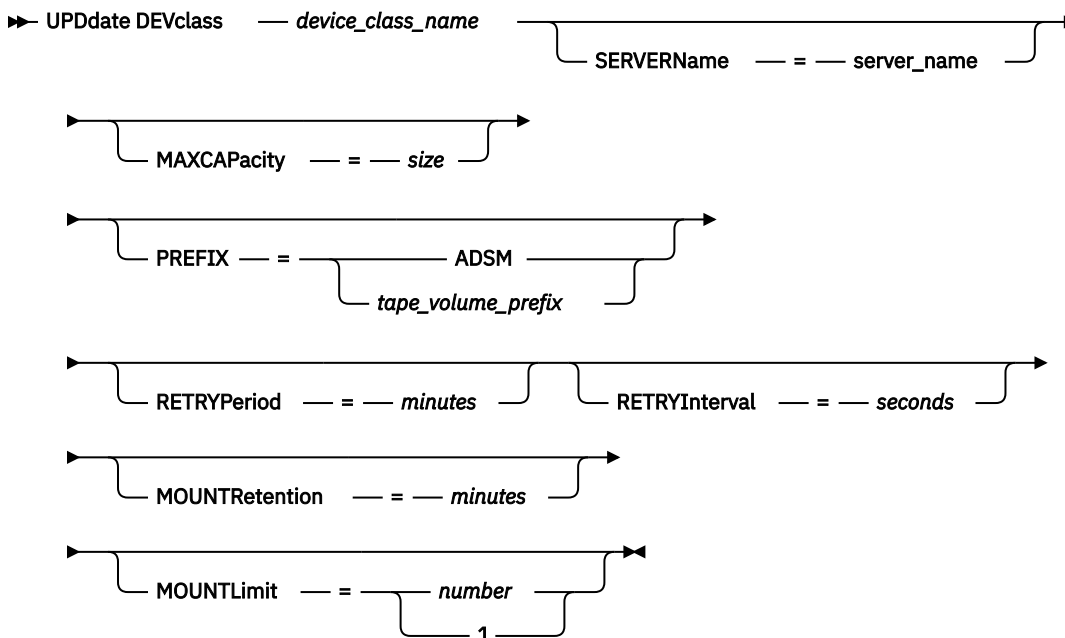 UPDdate DEVclass device_class_name
SERVERName = server_name
MAXCAPacity = size
PREFIX = ADSM
tape_volume_prefix
RETRYPeriod = minutes RETRYInterval = seconds
MOUNTRetention = minutes
MOUNTLimit = number
1